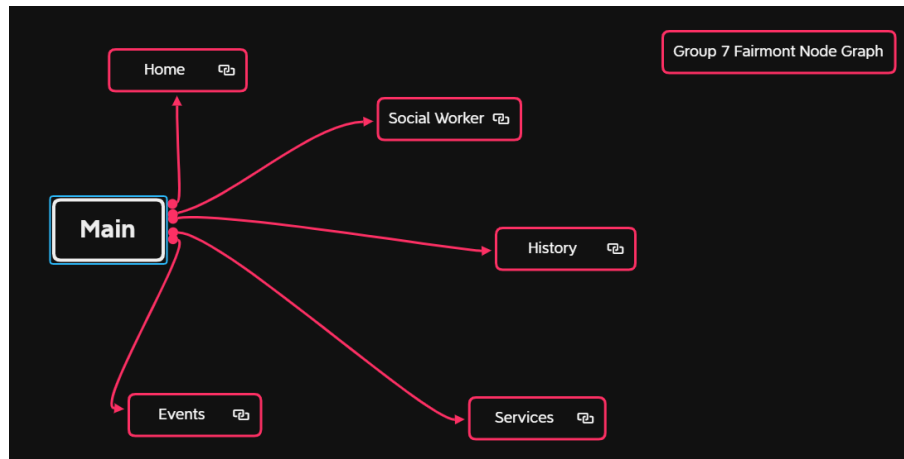 Group 7 Fairmont Node Graph
Home
Social Worker
Main
History
Events
Services